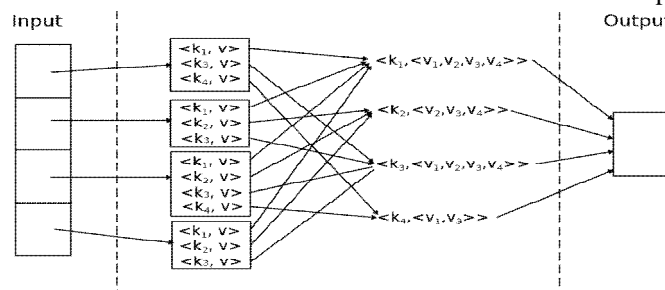 Input
Output
<k₁, v>
<k₃, v>
<k₄, v>
<k₁, v>
<k₂, v>
<k₃, v>
<k₁, v>
<k₂, v>
<k₃, v>
<k₄, v>
<k₁, v>
<k₂, v>
<k₃, v>
<k₁,<v₁,v₂,v₃,v₄>>
<k₂,<v₂,v₃,v₄>>
<k₃,<v₁,v₂,v₃,v₄>>
<k₄,<v₁,v₃>>